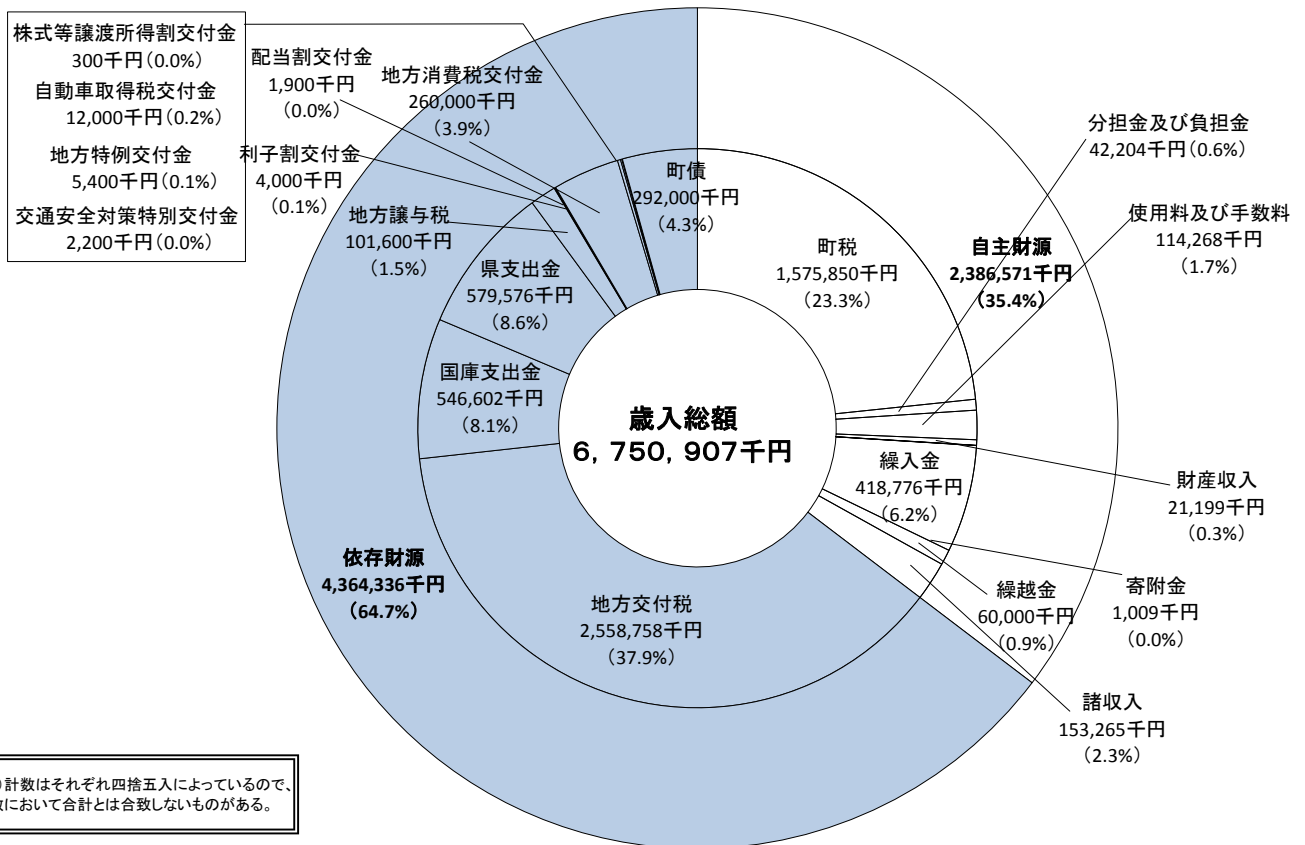 株式等譲渡所得割交付金
300千円(0.0%)
自動車取得税交付金
12,000千円(0.2%)
地方特例交付金
5,400千円(0.1%)
交通安全対策特別交付金
2,200千円(0.0%)
配当割交付金
1,900千円
(0.0%)
利子割交付金
4,000千円
(0.1%)
地方消費税交付金
260,000千円
(3.9%)
地方譲与税
101,600千円
(1.5%)
町債
292,000千円
(4.3%)
県支出金
579,576千円
(8.6%)
国庫支出金
546,602千円
(8.1%)
依存財源
4,364,336千円
(64.7%)
地方交付税
2,558,758千円
(37.9%)
歳入総額
6,750,907千円
町税
1,575,850千円
(23.3%)
自主財源
2,386,571千円
(35.4%)
分担金及び負担金
42,204千円(0.6%)
使用料及び手数料
114,268千円
(1.7%)
財産収入
21,199千円
(0.3%)
繰入金
418,776千円
(6.2%)
寄附金
1,009千円
(0.0%)
繰越金
60,000千円
(0.9%)
諸収入
153,265千円
(2.3%)
)計数はそれぞれ四捨五入によっているので、
数において合計とは合致しないものがある。